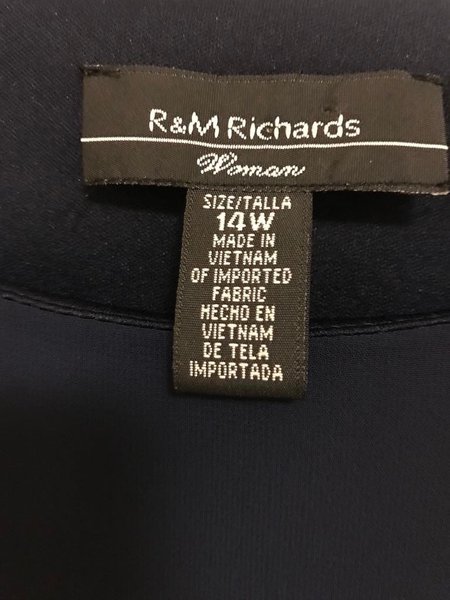 R&M Richards
Woman
SIZE/TALLA
14W
MADE IN
VIETNAM
OF IMPORTED
FABRIC
HECHO EN
VIETNAM
DE TELA
IMPORTADA